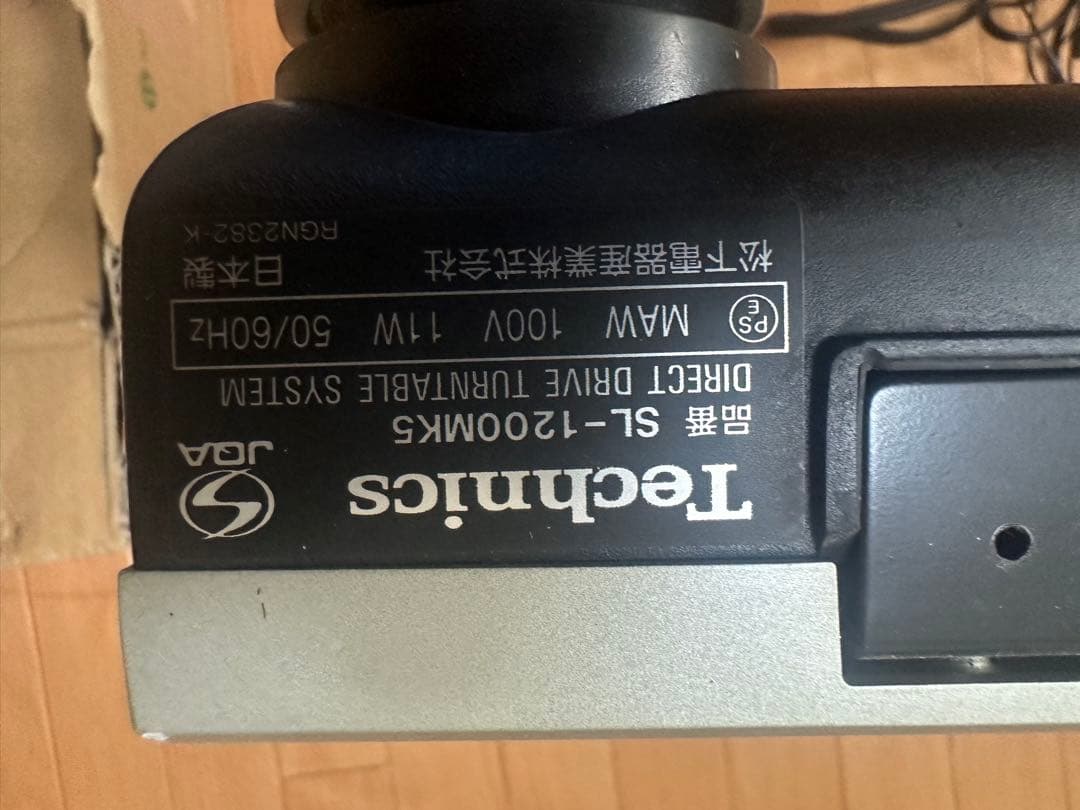 Technics
JQA
品番 SL-1200MK5
DIRECT DRIVE TURNTABLE SYSTEM
PSE MAW 100V 11W 50/60Hz
松下電器産業株式会社 日本製
RGN2382-K